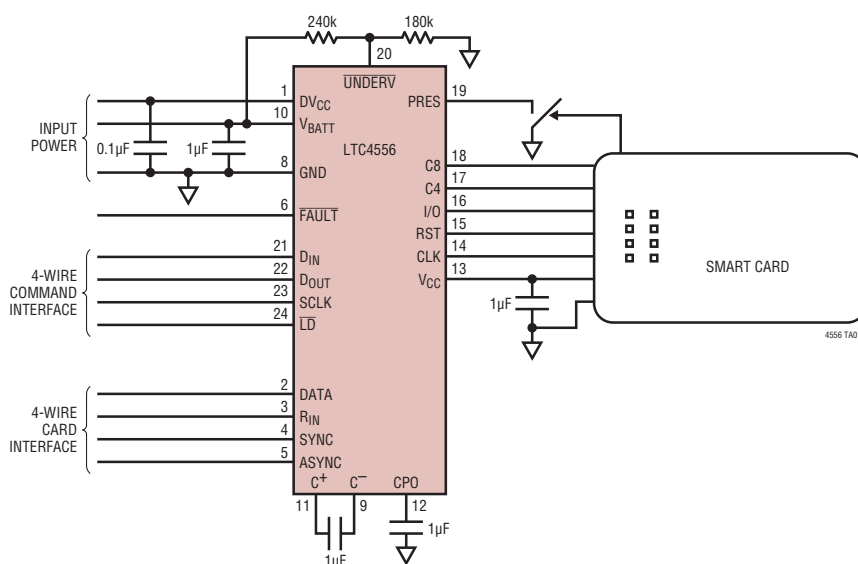 240k
180k
20
UNDERV
1
DVCC
10
VBATT
INPUT
POWER
0.1µF
1µF
LTC4556
8
GND
6
FAULT
21
DIN
22
DOUT
23
SCLK
24
LD
4-WIRE
COMMAND
INTERFACE
2
DATA
3
RIN
4
SYNC
5
ASYNC
4-WIRE
CARD
INTERFACE
C+
C–
CPO
11
9
12
1µF
1µF
19
PRES
18
C8
17
C4
16
I/O
15
RST
14
CLK
13
VCC
1µF
SMART CARD
4556 TA0